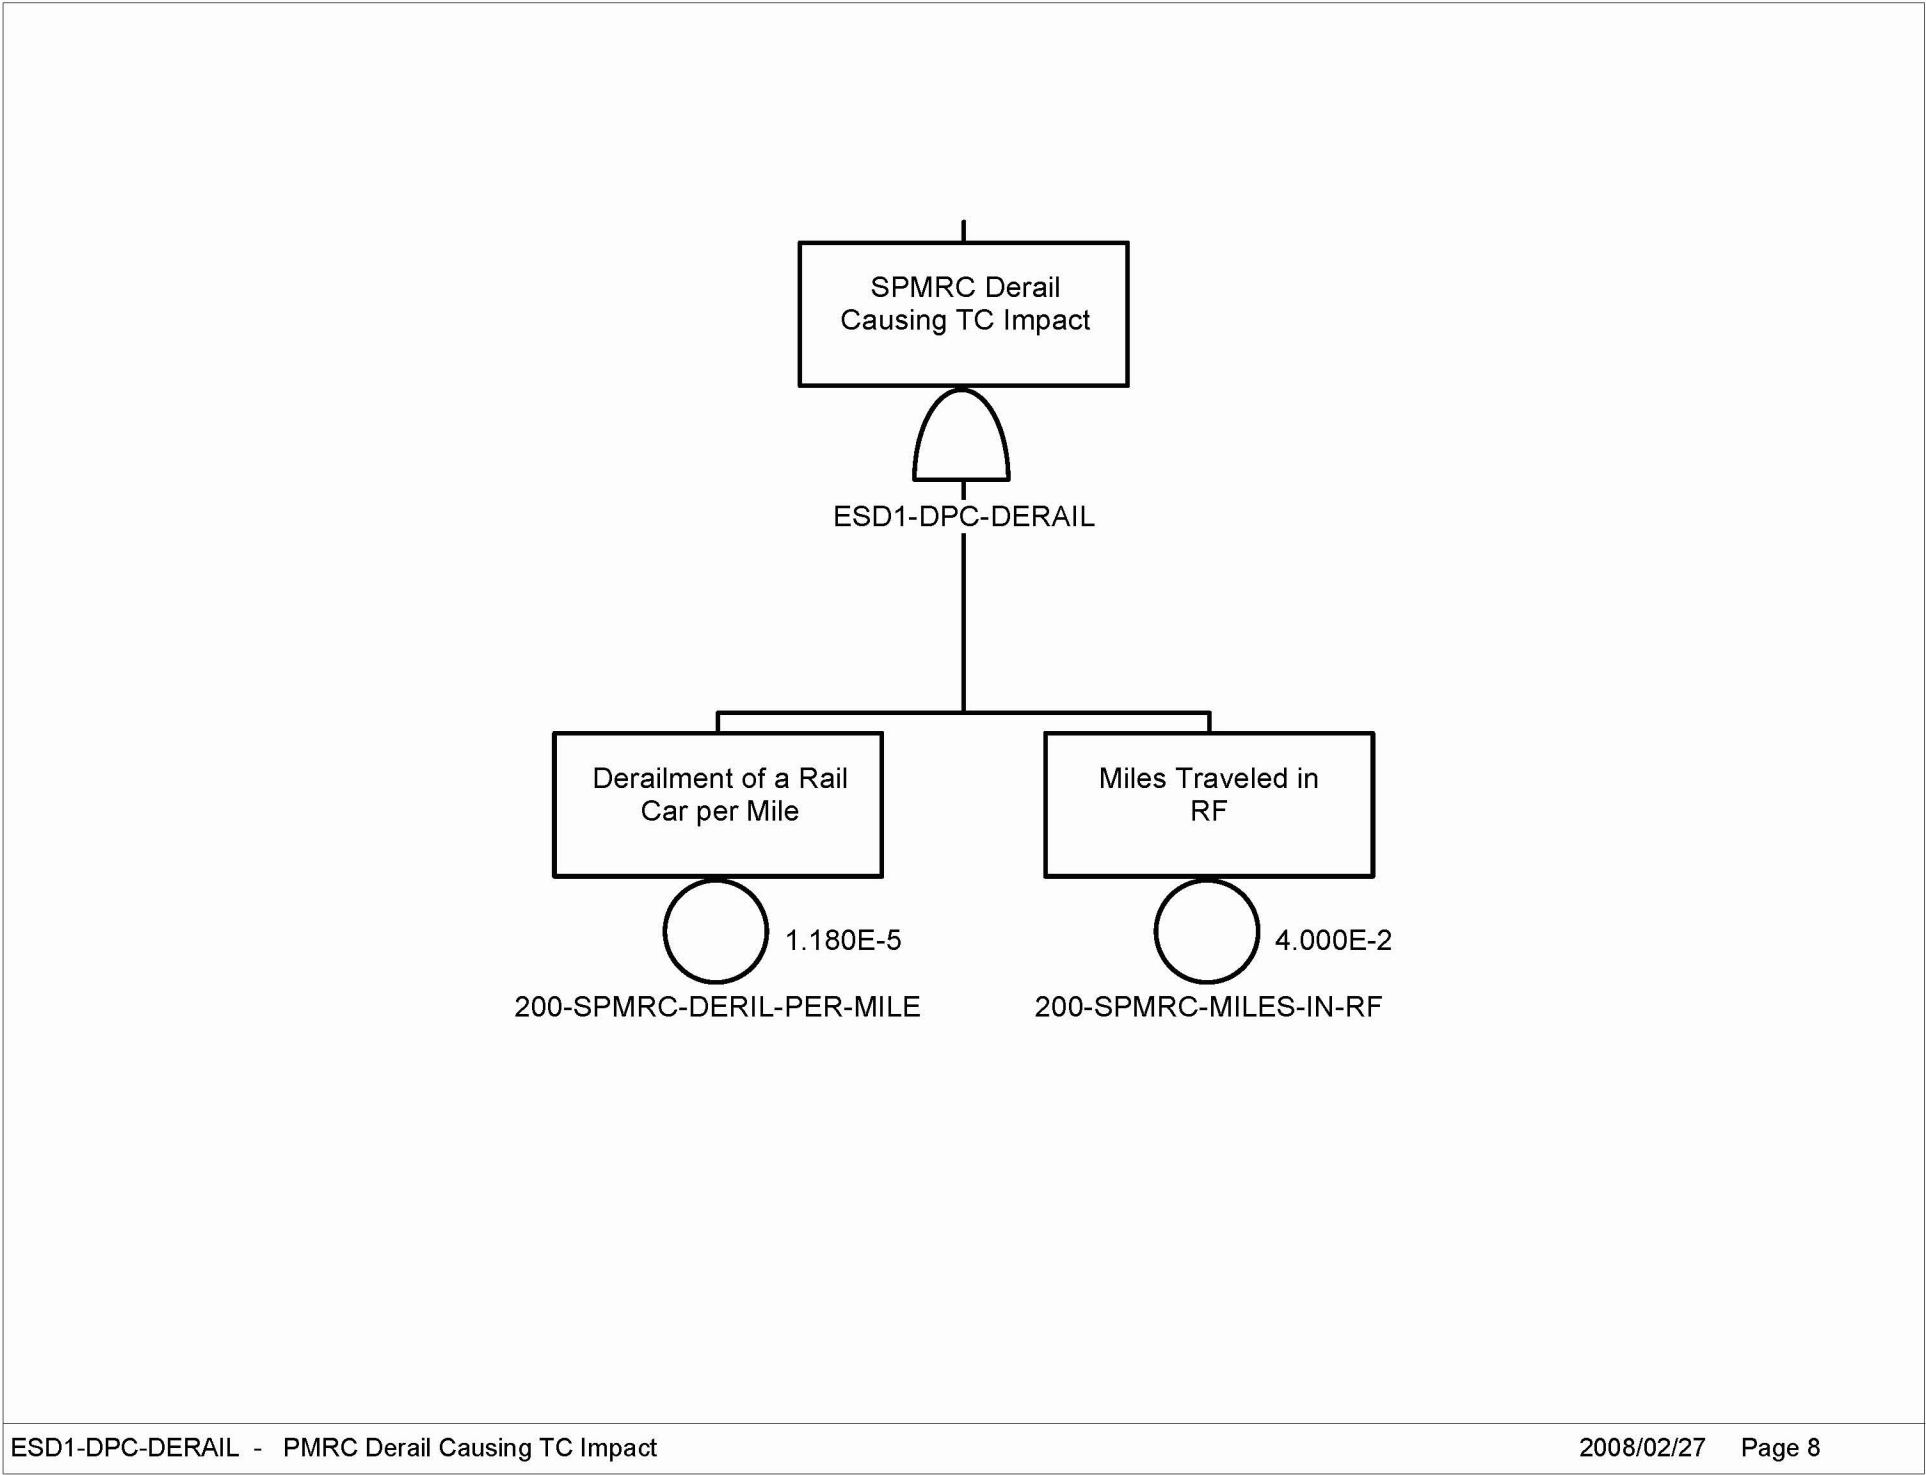 SPMRC Derail
Causing TC Impact
ESD1-DPC-DERAIL
Derailment of a Rail
Car per Mile
Miles Traveled in
RF
1.180E-5
4.000E-2
200-SPMRC-DERIL-PER-MILE
200-SPMRC-MILES-IN-RF
ESD1-DPC-DERAIL - PMRC Derail Causing TC Impact
2008/02/27 Page 8